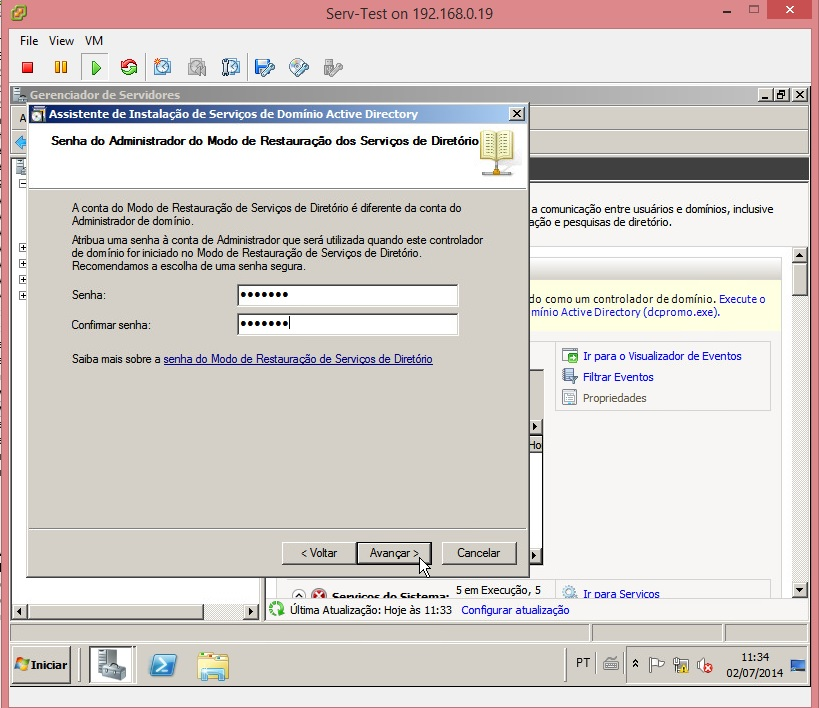 Serv-Test on 192.168.0.19
File View VM
Gerenciador de Servidores
Assistente de Instalação de Serviços de Domínio Active Directory
Senha do Administrador do Modo de Restauração dos Serviços de Diretório
A conta do Modo de Restauração de Serviços de Diretório é diferente da conta do
Administrador de domínio.
Atribua uma senha à conta de Administrador que será utilizada quando este controlador
de domínio for iniciado no Modo de Restauração de Serviços de Diretório.
Recomendamos a escolha de uma senha segura.
Senha: •••••••
Confirmar senha: •••••••
Saiba mais sobre a senha do Modo de Restauração de Serviços de Diretório
< Voltar Avançar > Cancelar
a comunicação entre usuários e domínios, inclusive
ação e pesquisas de diretório.
do como um controlador de domínio. Execute o
mínio Active Directory (dcpromo.exe).
Ir para o Visualizador de Eventos
Filtrar Eventos
Propriedades
Ho
Serviços do Sistema: 5 em Execução, 5
Ir para Serviços
Última Atualização: Hoje às 11:33 Configurar atualização
Iniciar
PT
11:34
02/07/2014